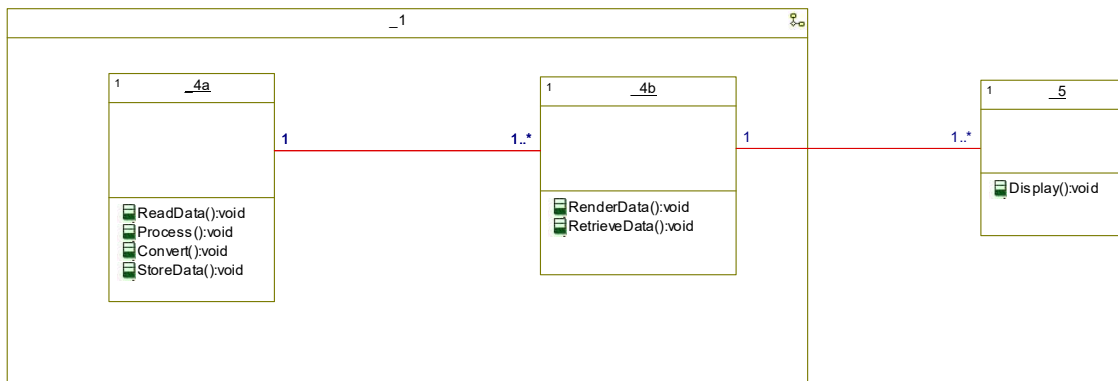 _1
1 _4a
1 _4b
1 _5
1 1..*
1 1..*
ReadData():void
Process():void
Convert():void
StoreData():void
RenderData():void
RetrieveData():void
Display():void